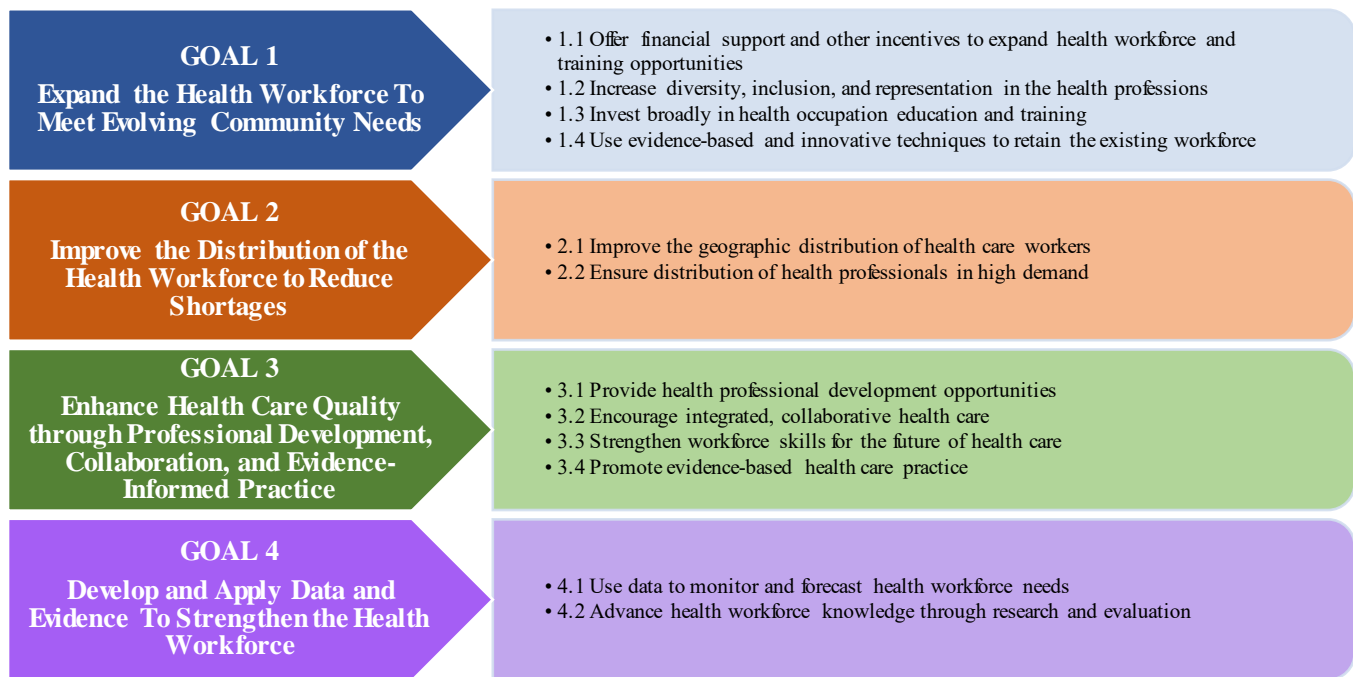 GOAL 1
Expand the Health Workforce To
Meet Evolving Community Needs
• 1.1 Offer financial support and other incentives to expand health workforce and
training opportunities
• 1.2 Increase diversity, inclusion, and representation in the health professions
• 1.3 Invest broadly in health occupation education and training
• 1.4 Use evidence-based and innovative techniques to retain the existing workforce
GOAL 2
Improve the Distribution of the
Health Workforce to Reduce
Shortages
• 2.1 Improve the geographic distribution of health care workers
• 2.2 Ensure distribution of health professionals in high demand
GOAL 3
Enhance Health Care Quality
through Professional Development,
Collaboration, and Evidence-
Informed Practice
• 3.1 Provide health professional development opportunities
• 3.2 Encourage integrated, collaborative health care
• 3.3 Strengthen workforce skills for the future of health care
• 3.4 Promote evidence-based health care practice
GOAL 4
Develop and Apply Data and
Evidence To Strengthen the Health
Workforce
• 4.1 Use data to monitor and forecast health workforce needs
• 4.2 Advance health workforce knowledge through research and evaluation